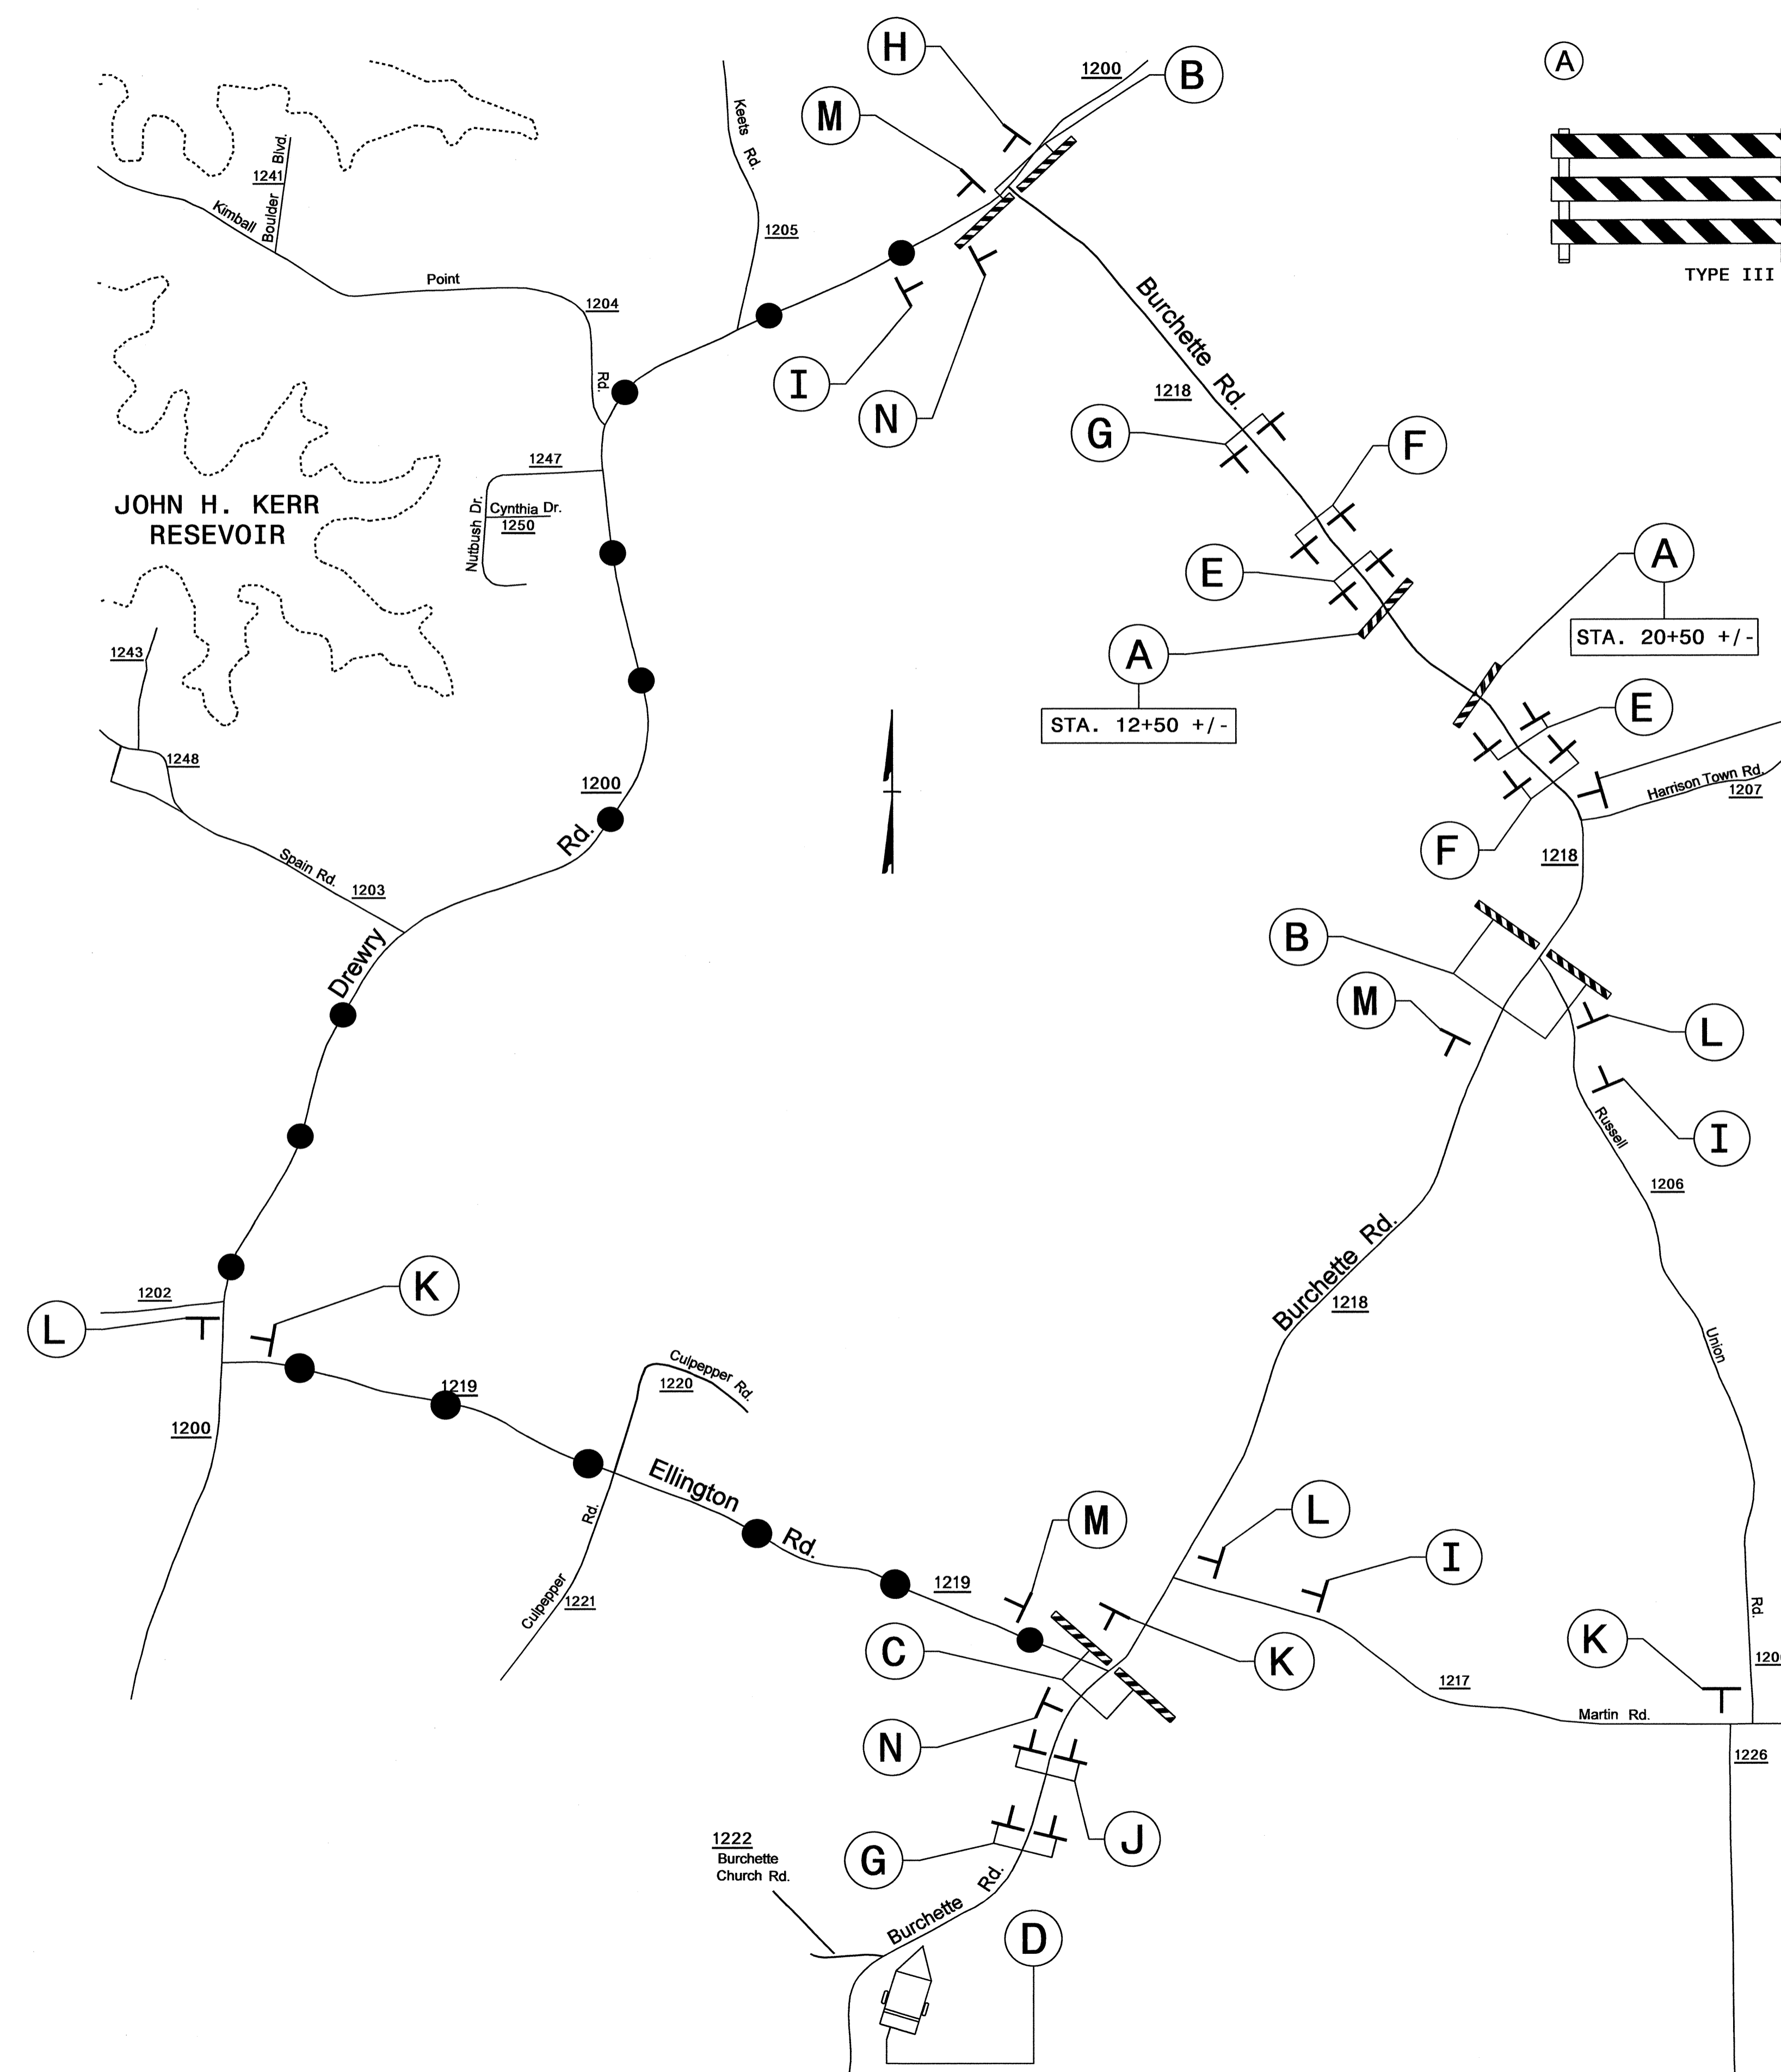 H
B
1200
M
A
TYPE III
Keets Rd.
1205
1241
Boulder Blvd.
Kimball
Point
1204
Rd.
I
N
Burchette Rd.
1218
G
F
1247
Nutbush Dr.
Cynthia Dr.
1250
JOHN H. KERR
RESEVOIR
E
A
STA. 20+50 +/-
A
STA. 12+50 +/-
E
Harrison Town Rd.
1207
F
1218
1243
1248
1200
Spain Rd.
1203
Drewry
Rd.
B
M
L
I
Russell
1206
Union
Rd.
Burchette Rd.
1218
1202
L
K
1219
1200
Culpepper Rd.
1220
Ellington
Rd.
Culpepper
Rd.
1221
1219
M
L
I
C
K
K
1217
Martin Rd.
1226
N
J
G
1222
Burchette
Church Rd.
Burchette
Rd.
D